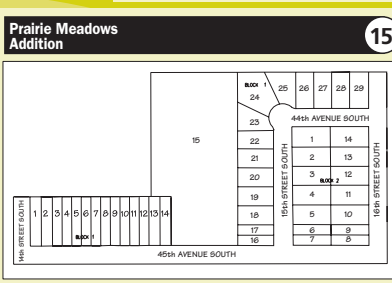 Prairie Meadows
Addition
15
BLOCK 1
25 26 27 28 29
24
44th AVENUE SOUTH
23
15
22
21
20
19
18
17
16
15th STREET SOUTH
1 14
2 13
3 12
BLOCK 2
4 11
5 10
6 9
7 8
16th STREET SOUTH
14th STREET SOUTH
1 2 3 4 5 6 7 8 9 10 11 12 13 14
BLOCK 1
45th AVENUE SOUTH